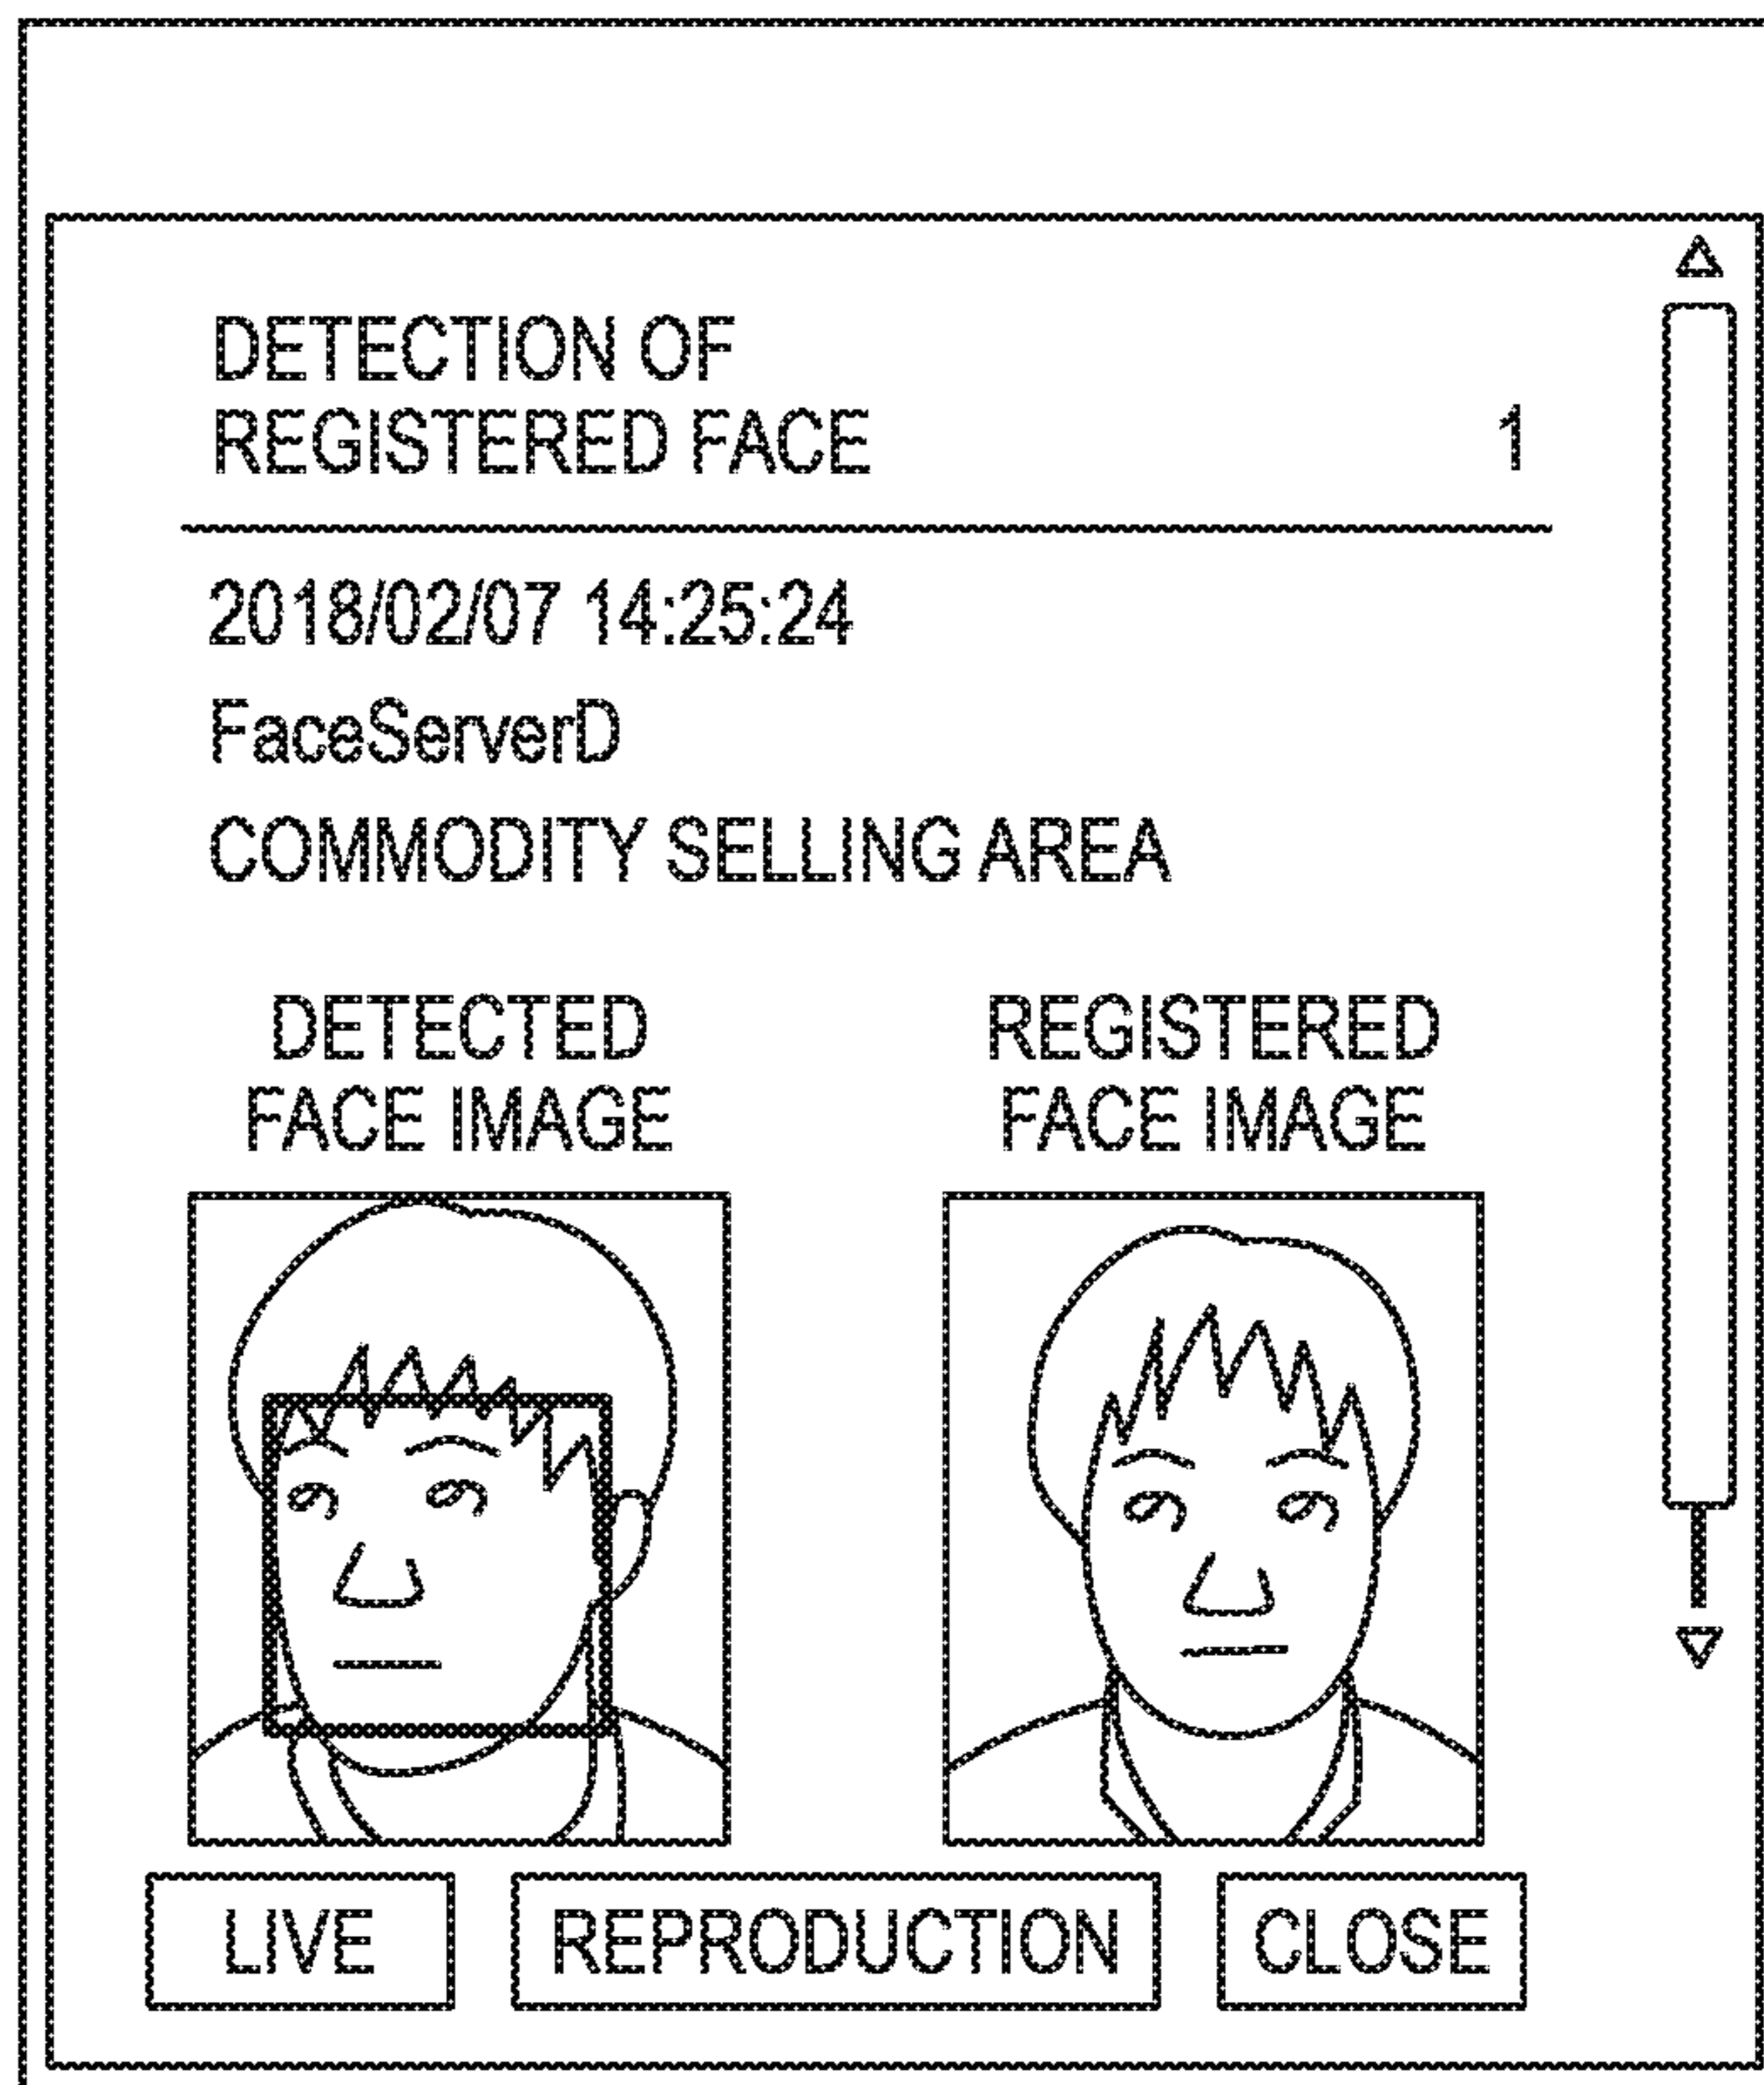 DETECTION OF
REGISTERED FACE 1
2018/02/07 14:25:24
FaceServerD
COMMODITY SELLING AREA
DETECTED REGISTERED
FACE IMAGE FACE IMAGE
LIVE REPRODUCTION CLOSE